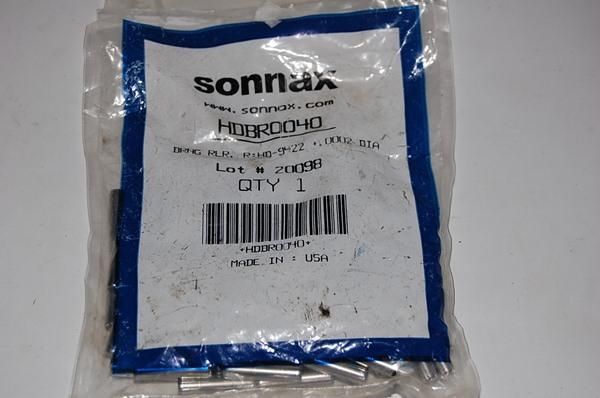 sonnax
www.sonnax.com
HDBR0040
BRNG RLR, R:HD-9422 +.0002 DIA
Lot # 20098
QTY 1
*HDBR0040*
MADE IN : USA